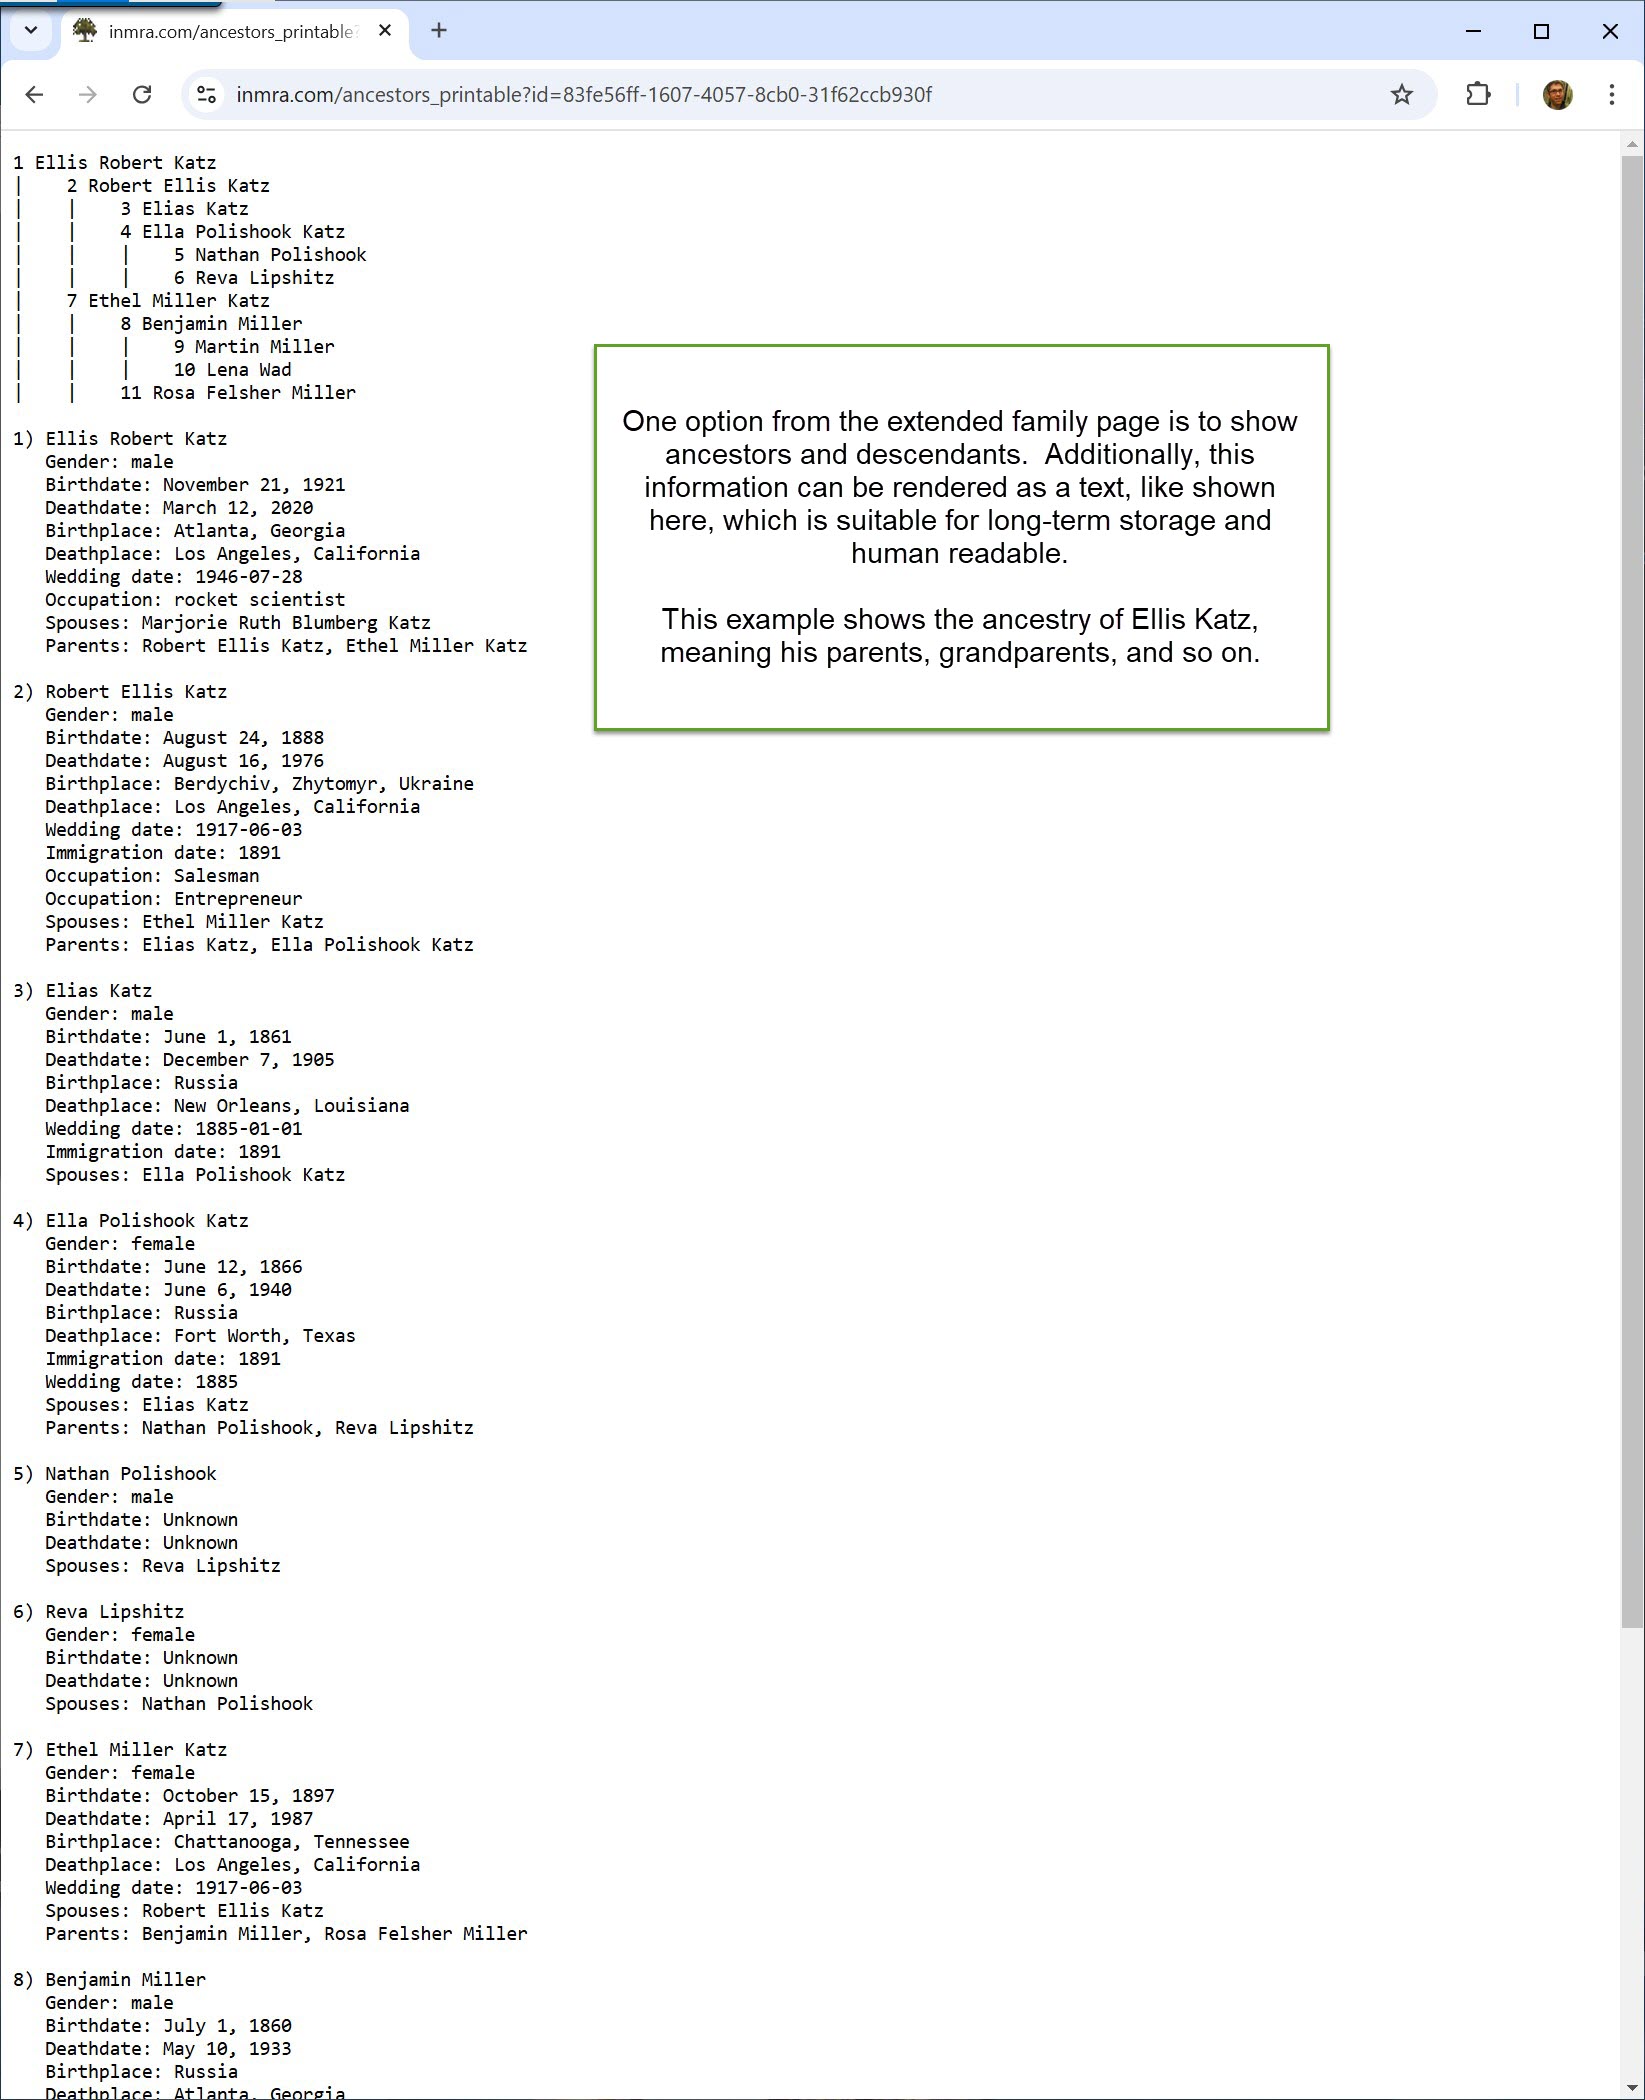 inmra.com/ancestors_printable?
inmra.com/ancestors_printable?id=83fe56ff-1607-4057-8cb0-31f62ccb930f
1 Ellis Robert Katz
|    2 Robert Ellis Katz
|    |    3 Elias Katz
|    |    4 Ella Polishook Katz
|    |    |    5 Nathan Polishook
|    |    |    6 Reva Lipshitz
|    7 Ethel Miller Katz
|    |    8 Benjamin Miller
|    |    |    9 Martin Miller
|    |    |    10 Lena Wad
|    |    11 Rosa Felsher Miller
1) Ellis Robert Katz
Gender: male
Birthdate: November 21, 1921
Deathdate: March 12, 2020
Birthplace: Atlanta, Georgia
Deathplace: Los Angeles, California
Wedding date: 1946-07-28
Occupation: rocket scientist
Spouses: Marjorie Ruth Blumberg Katz
Parents: Robert Ellis Katz, Ethel Miller Katz
One option from the extended family page is to show
ancestors and descendants.  Additionally, this
information can be rendered as a text, like shown
here, which is suitable for long-term storage and
human readable.
This example shows the ancestry of Ellis Katz,
meaning his parents, grandparents, and so on.
2) Robert Ellis Katz
Gender: male
Birthdate: August 24, 1888
Deathdate: August 16, 1976
Birthplace: Berdychiv, Zhytomyr, Ukraine
Deathplace: Los Angeles, California
Wedding date: 1917-06-03
Immigration date: 1891
Occupation: Salesman
Occupation: Entrepreneur
Spouses: Ethel Miller Katz
Parents: Elias Katz, Ella Polishook Katz
3) Elias Katz
Gender: male
Birthdate: June 1, 1861
Deathdate: December 7, 1905
Birthplace: Russia
Deathplace: New Orleans, Louisiana
Wedding date: 1885-01-01
Immigration date: 1891
Spouses: Ella Polishook Katz
4) Ella Polishook Katz
Gender: female
Birthdate: June 12, 1866
Deathdate: June 6, 1940
Birthplace: Russia
Deathplace: Fort Worth, Texas
Immigration date: 1891
Wedding date: 1885
Spouses: Elias Katz
Parents: Nathan Polishook, Reva Lipshitz
5) Nathan Polishook
Gender: male
Birthdate: Unknown
Deathdate: Unknown
Spouses: Reva Lipshitz
6) Reva Lipshitz
Gender: female
Birthdate: Unknown
Deathdate: Unknown
Spouses: Nathan Polishook
7) Ethel Miller Katz
Gender: female
Birthdate: October 15, 1897
Deathdate: April 17, 1987
Birthplace: Chattanooga, Tennessee
Deathplace: Los Angeles, California
Wedding date: 1917-06-03
Spouses: Robert Ellis Katz
Parents: Benjamin Miller, Rosa Felsher Miller
8) Benjamin Miller
Gender: male
Birthdate: July 1, 1860
Deathdate: May 10, 1933
Birthplace: Russia
Deathplace: Atlanta, Georgia